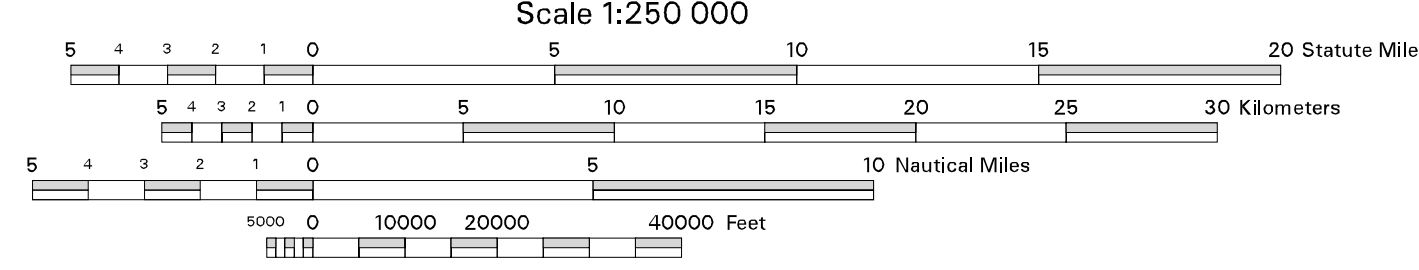 Scale 1:250 000
5 4 3 2 1 0 5 10 15 20 Statute Mile
5 4 3 2 1 0 5 10 15 20 25 30 Kilometers
5 4 3 2 1 0 5 10 Nautical Miles
5000 0 10000 20000 40000 Feet